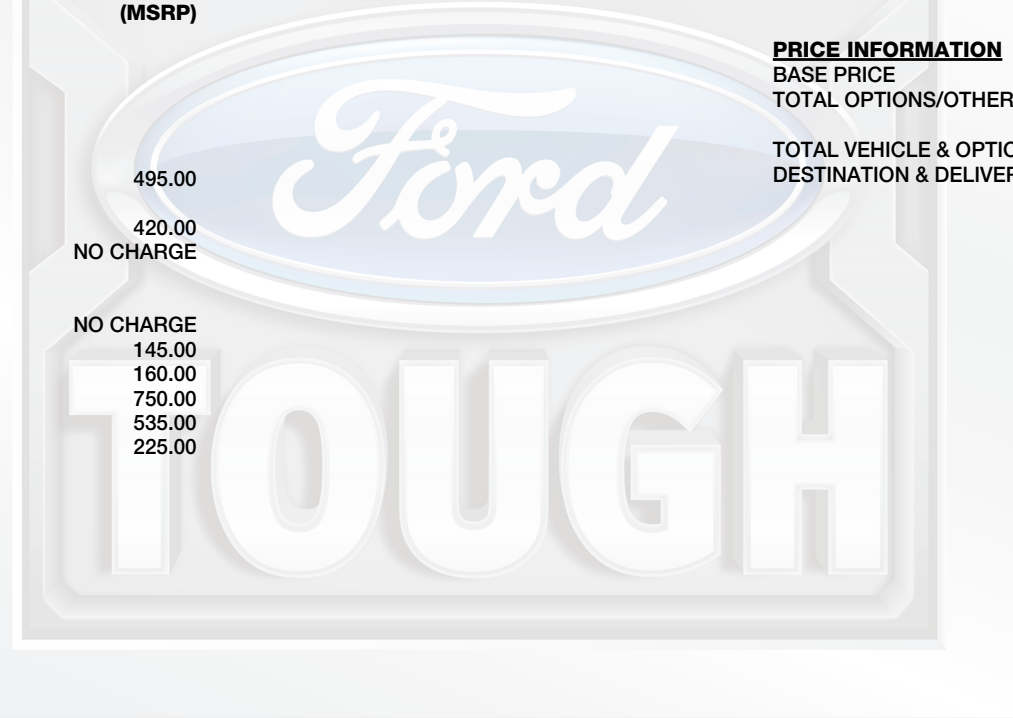 (MSRP)
495.00
420.00
NO CHARGE
NO CHARGE
145.00
160.00
750.00
535.00
225.00
PRICE INFORMATION
BASE PRICE
TOTAL OPTIONS/OTHER
TOTAL VEHICLE & OPTIO
DESTINATION & DELIVER
Ford
TOUGH